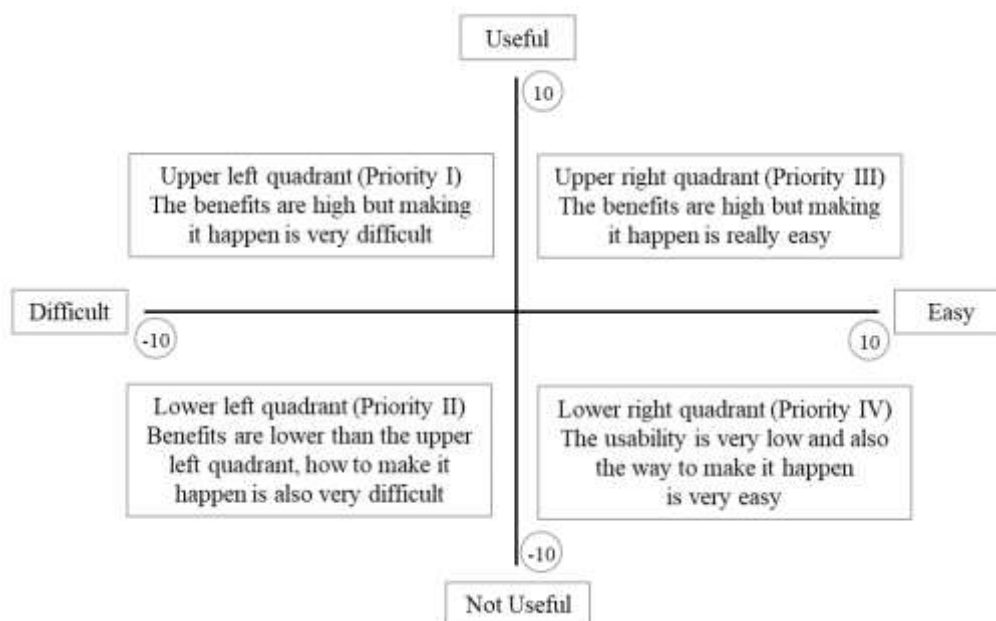 Useful
10
Upper left quadrant (Priority I)
The benefits are high but making
it happen is very difficult
Upper right quadrant (Priority III)
The benefits are high but making
it happen is really easy
Difficult
-10
Easy
10
Lower left quadrant (Priority II)
Benefits are lower than the upper
left quadrant, how to make it
happen is also very difficult
Lower right quadrant (Priority IV)
The usability is very low and also
the way to make it happen
is very easy
-10
Not Useful